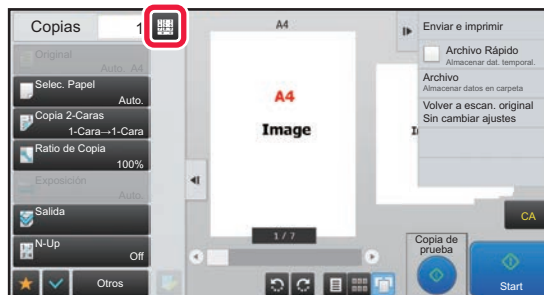 Copias
1
Original
Auto. A4
Selec. Papel
Auto.
Copia 2-Caras
1-Cara→1-Cara
Ratio de Copia
100%
Exposición
Auto.
Salida
N-Up
Off
Otros
A4
A4
Image
1 / 7
Enviar e imprimir
Archivo Rápido
Almacenar dat. temporal.
Archivo
Almacenar datos en carpeta
Volver a escan. original
Sin cambiar ajustes
CA
Copia de
prueba
Start